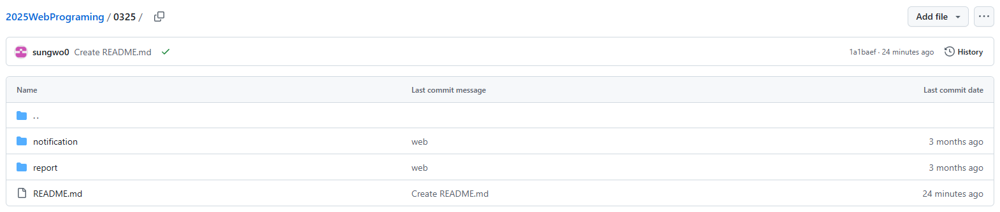 2025WebPrograming / 0325 /
Add file
sungwo0 Create README.md
1a1baef · 24 minutes ago
History
Name Last commit message Last commit date
..
notification web 3 months ago
report web 3 months ago
README.md Create README.md 24 minutes ago